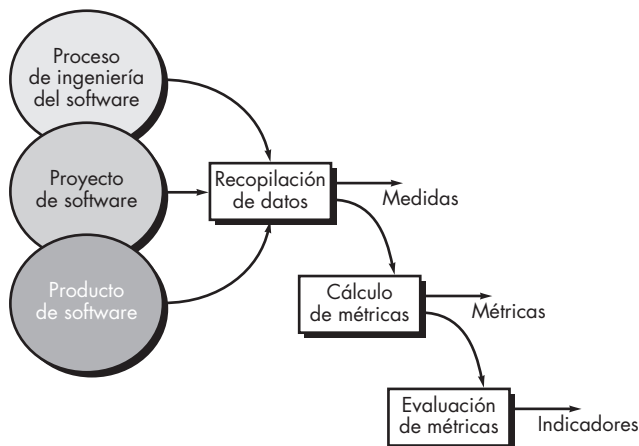 Proceso
de ingeniería
del software
Proyecto
de software
Producto
de software
Recopilación
de datos
Medidas
Cálculo
de métricas
Métricas
Evaluación
de métricas
Indicadores